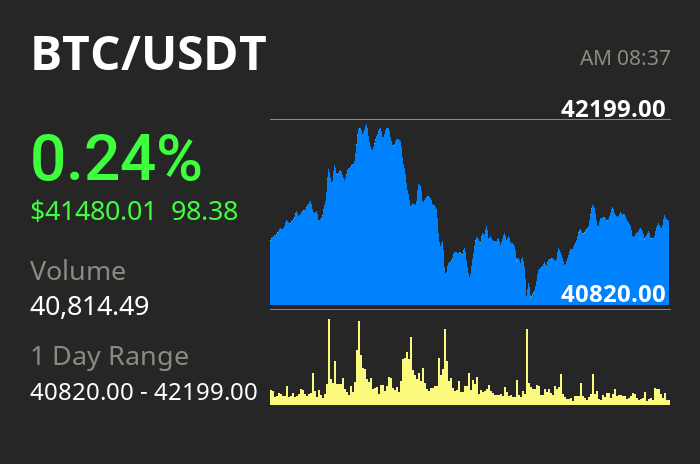 BTC/USDT
AM 08:37
42199.00
0.24%
$41480.01 98.38
Volume
40,814.49
40820.00
1 Day Range
40820.00 - 42199.00